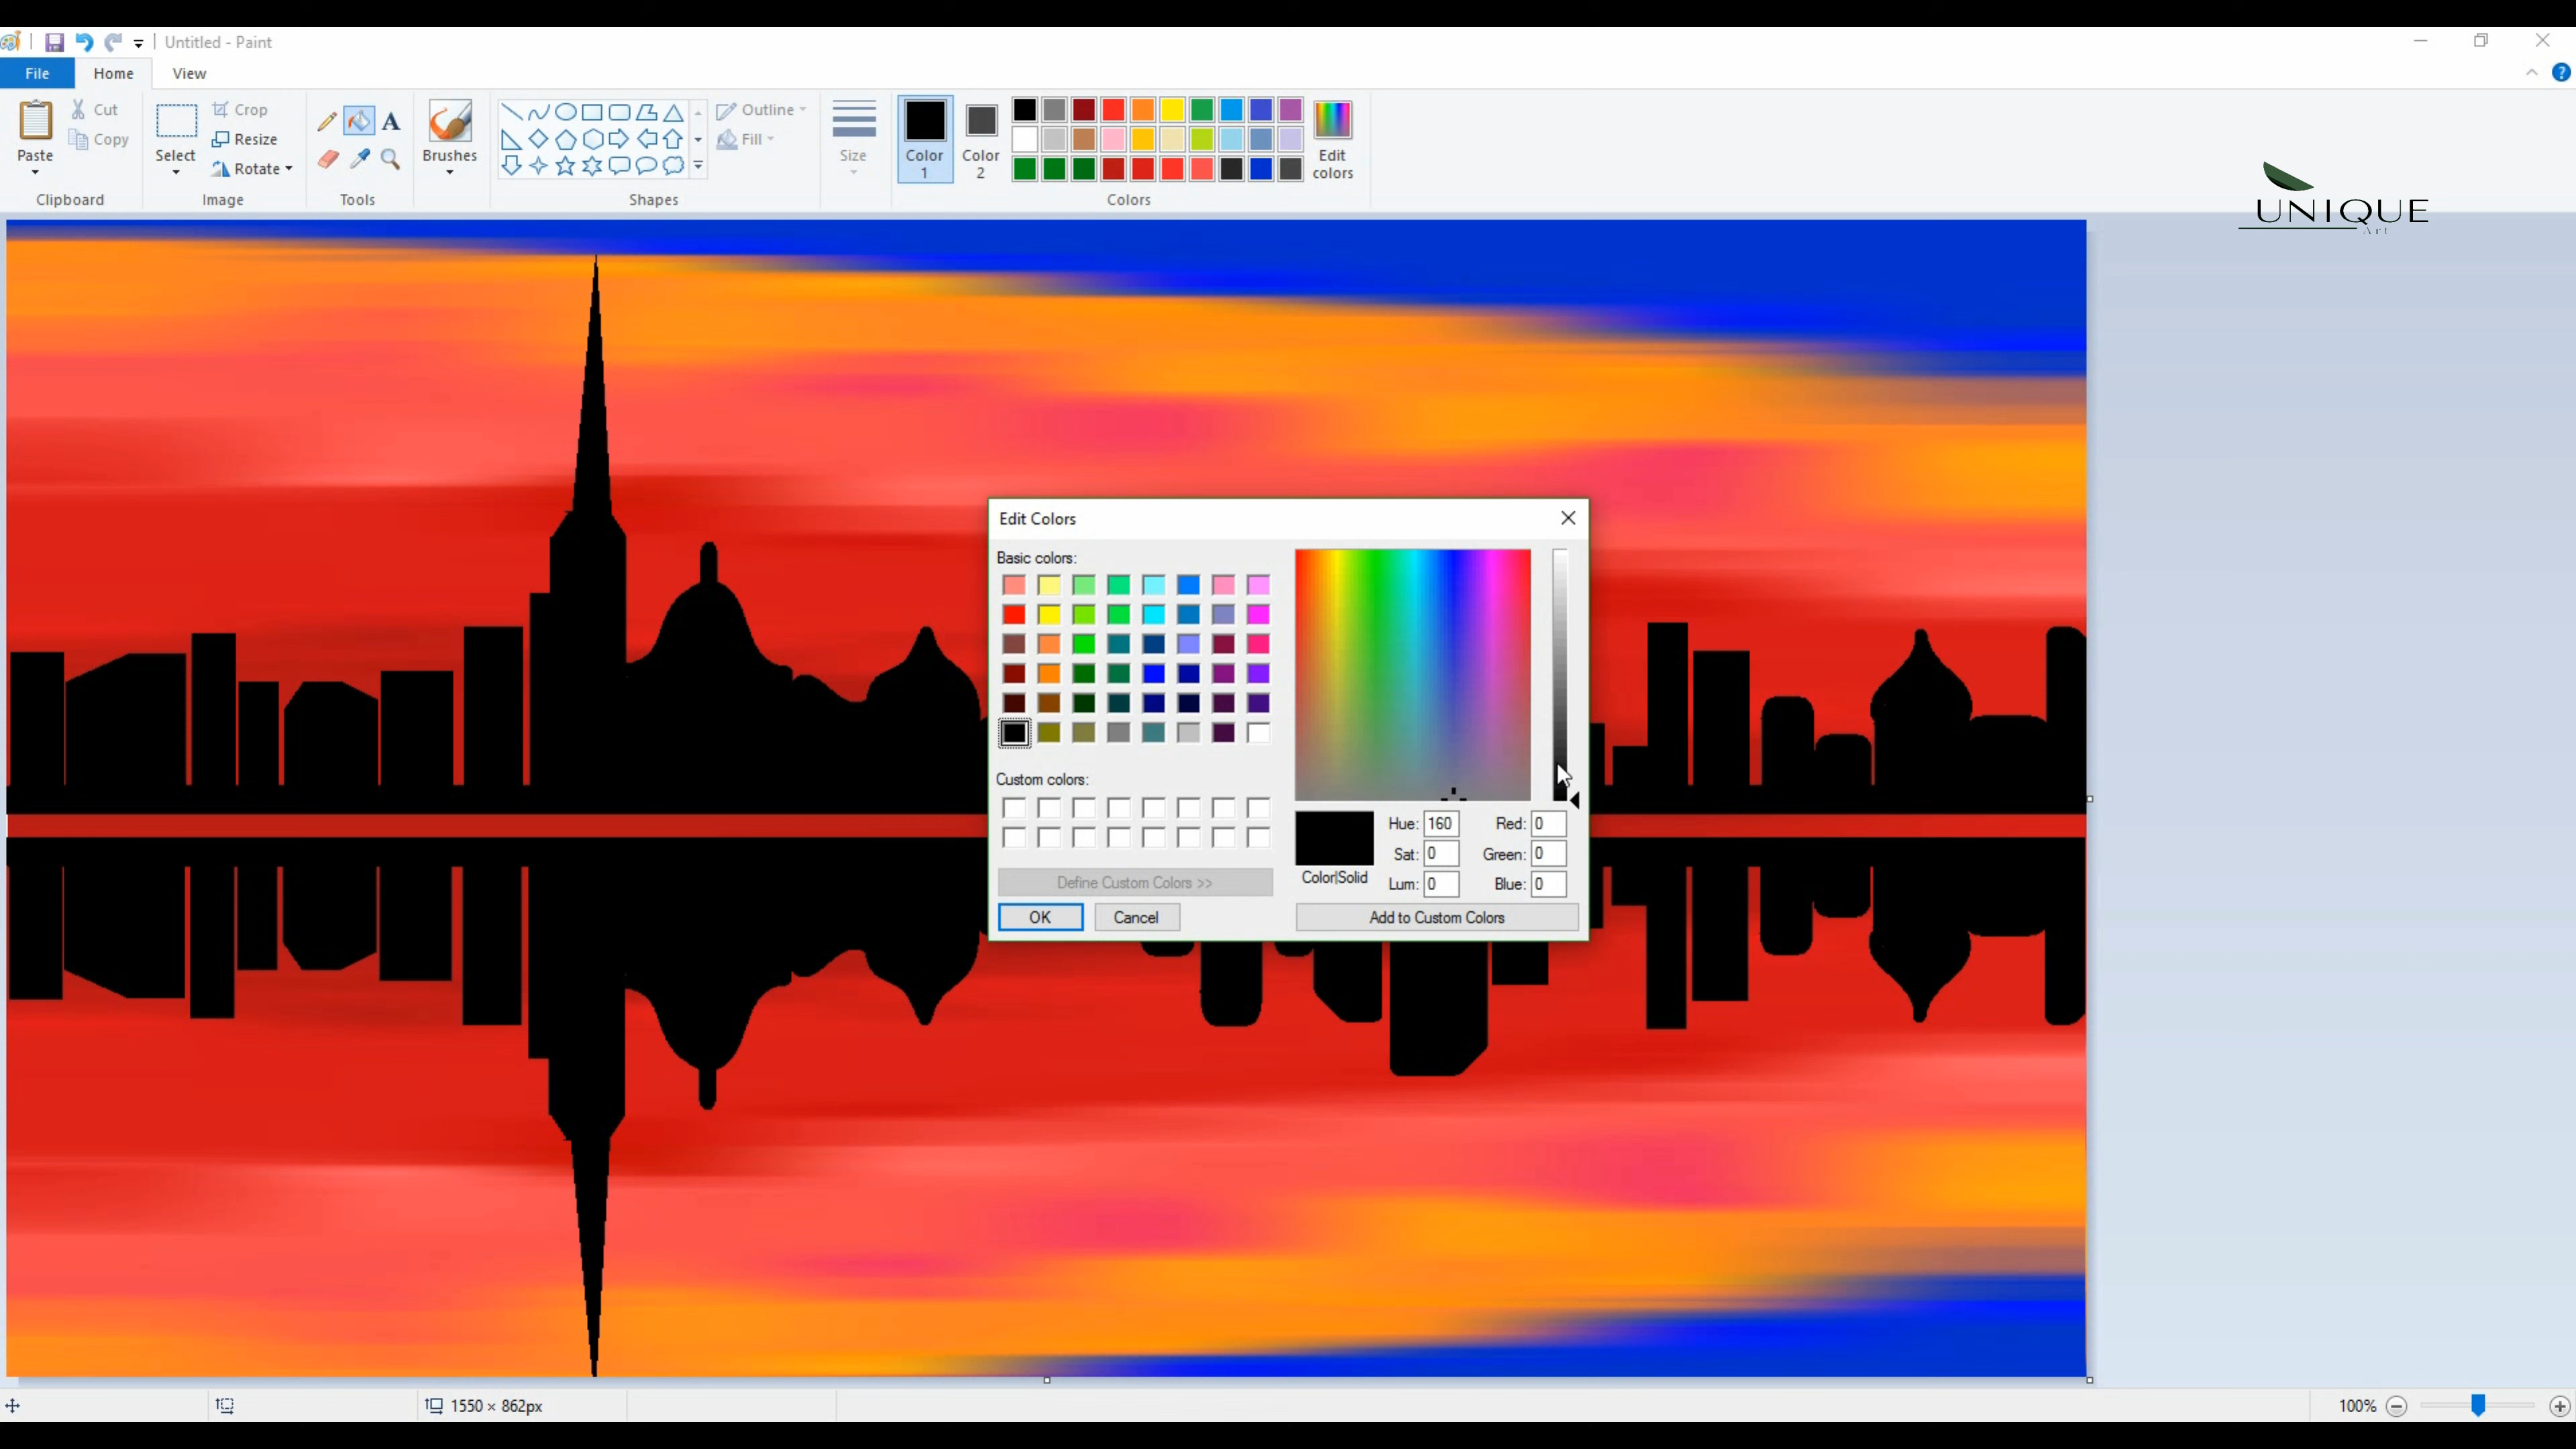 Untitled - Paint
File Home View
Paste
Cut
Copy
Clipboard
Select
Crop
Resize
Rotate
Image
Tools
Brushes
Shapes
Outline
Fill
Size
Color 1
Color 2
Edit colors
Colors
UNIQUE
Art
Edit Colors
Basic colors:
Custom colors:
Define Custom Colors >>
OK Cancel
Color|Solid
Hue: 160 Red: 0
Sat: 0 Green: 0
Lum: 0 Blue: 0
Add to Custom Colors
1550 × 862px
100%